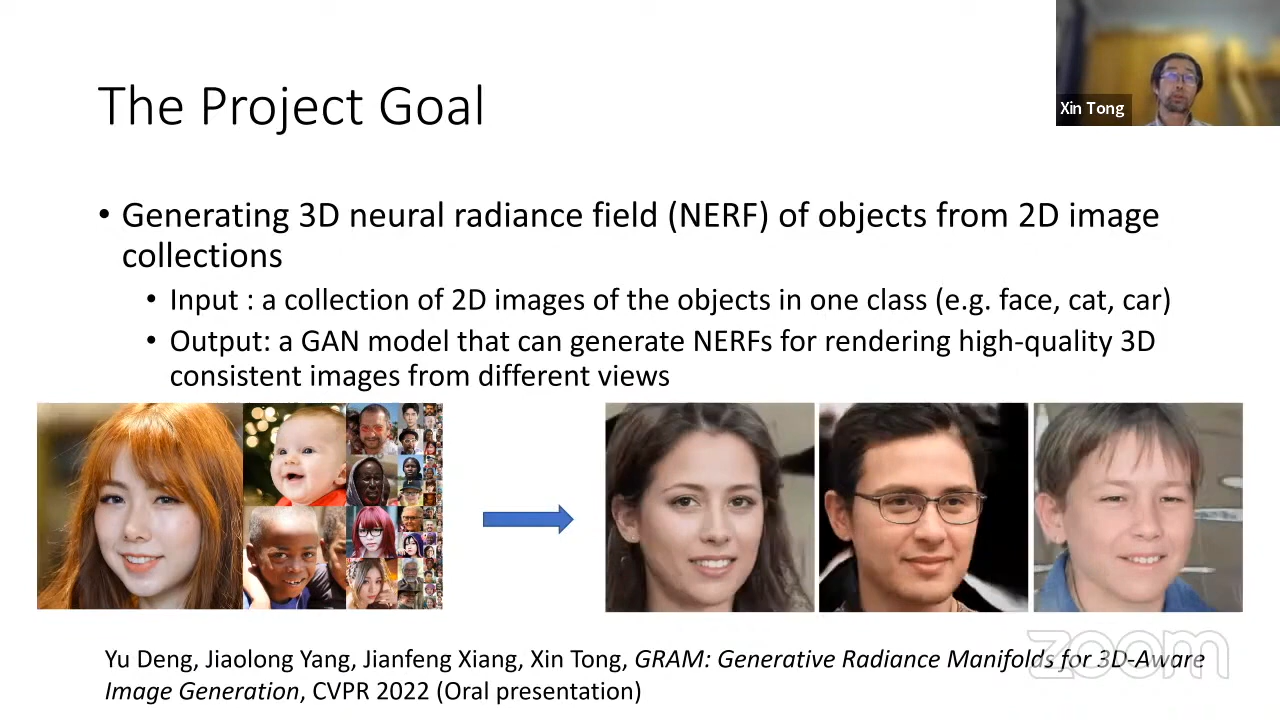 The Project Goal
Xin Tong
• Generating 3D neural radiance field (NERF) of objects from 2D image
collections
• Input : a collection of 2D images of the objects in one class (e.g. face, cat, car)
• Output: a GAN model that can generate NERFs for rendering high-quality 3D
consistent images from different views
Yu Deng, Jiaolong Yang, Jianfeng Xiang, Xin Tong, GRAM: Generative Radiance Manifolds for 3D-Aware
Image Generation, CVPR 2022 (Oral presentation)
zoom